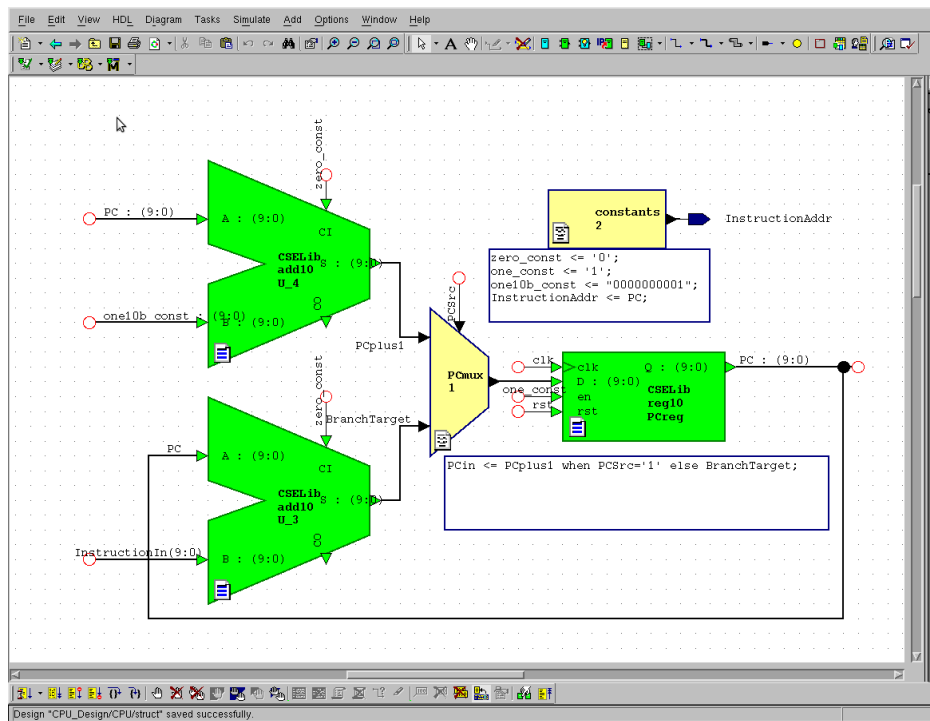 File Edit View HDL Diagram Tasks Simulate Add Options Window Help
zero_const
PC : (9:0)
A : (9:0)
CI
CSELib
add10
U_4
S : (9:0)
CO
one10b_const : (9:0)
B : (9:0)
constants
2
InstructionAddr
zero_const <= '0';
one_const <= '1';
one10b_const <= "0000000001";
InstructionAddr <= PC;
PCSrc
PCplus1
PCmux
1
BranchTarget
clk
one_const
rst
clk
D : (9:0)
en
rst
Q : (9:0)
CSELib
reg10
PCreg
PC : (9:0)
PCin <= PCplus1 when PCSrc='1' else BranchTarget;
zero_const
PC
A : (9:0)
CI
CSELib
add10
U_3
S : (9:0)
CO
InstructionIn(9:0)
B : (9:0)
Design "CPU_Design/CPU/struct" saved successfully.